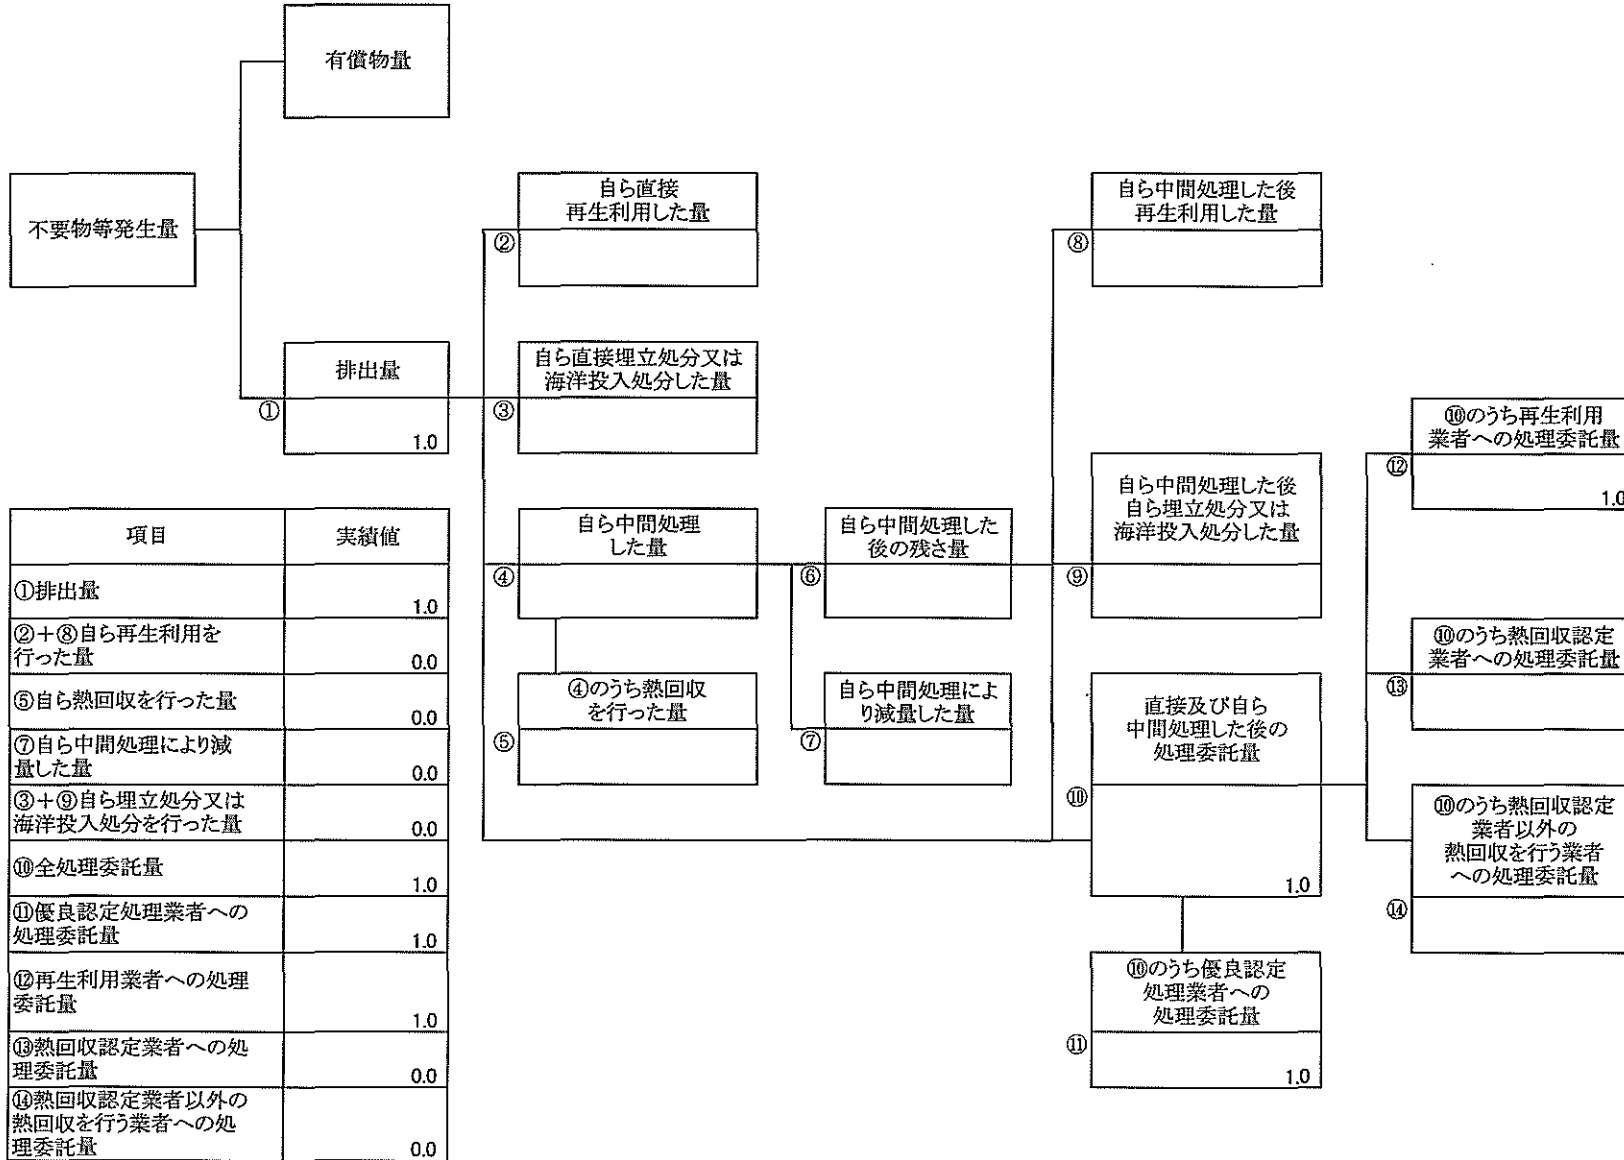 有償物量
不要物等発生量
自ら直接
再生利用した量
②
自ら中間処理した後
再生利用した量
⑧
排出量
①
1.0
自ら直接埋立処分又は
海洋投入処分した量
③
⑩のうち再生利用
業者への処理委託量
⑫
1.0
自ら中間処理
した量
④
自ら中間処理した
後の残さ量
⑥
自ら中間処理した後
自ら埋立処分又は
海洋投入処分した量
⑨
⑩のうち熱回収認定
業者への処理委託量
⑬
④のうち熱回収
を行った量
⑤
自ら中間処理によ
り減量した量
⑦
直接及び自ら
中間処理した後の
処理委託量
⑩
1.0
⑩のうち熱回収認定
業者以外の
熱回収を行う業者
への処理委託量
⑭
⑩のうち優良認定
処理業者への
処理委託量
⑪
1.0
項目 実績値
①排出量
1.0
②+⑧自ら再生利用を
行った量 0.0
⑤自ら熱回収を行った量
0.0
⑦自ら中間処理により減
量した量 0.0
③+⑨自ら埋立処分又は
海洋投入処分を行った量 0.0
⑩全処理委託量
1.0
⑪優良認定処理業者への
処理委託量 1.0
⑫再生利用業者への処理
委託量
1.0
⑬熱回収認定業者への処
理委託量 0.0
⑭熱回収認定業者以外の
熱回収を行う業者への処
理委託量 0.0